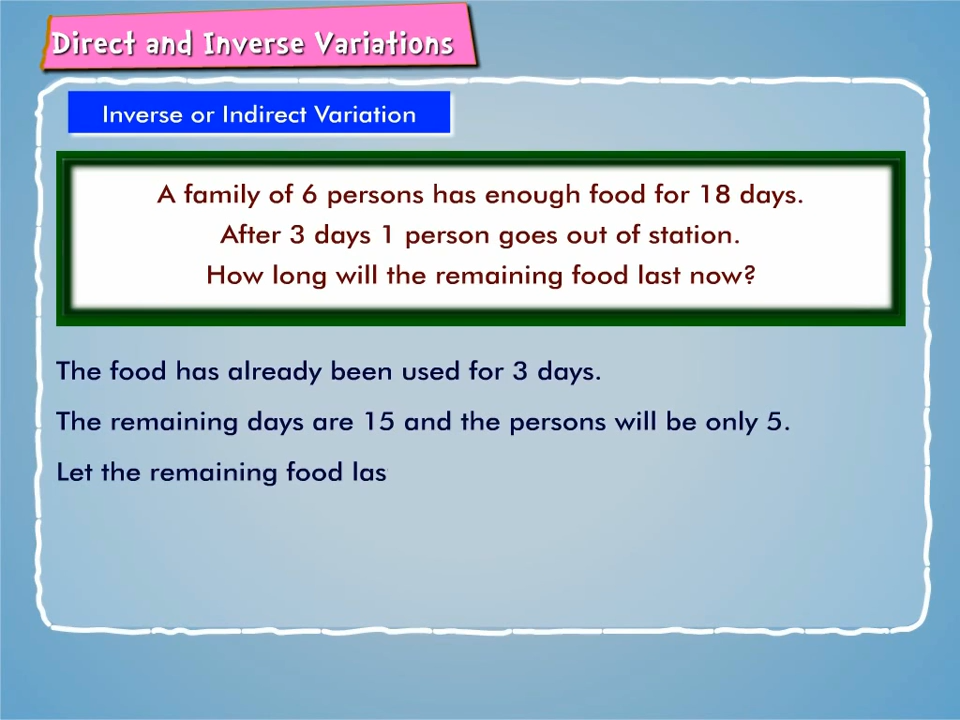 Direct and Inverse Variations
Inverse or Indirect Variation
A family of 6 persons has enough food for 18 days.
After 3 days 1 person goes out of station.
How long will the remaining food last now?
The food has already been used for 3 days.
The remaining days are 15 and the persons will be only 5.
Let the remaining food las